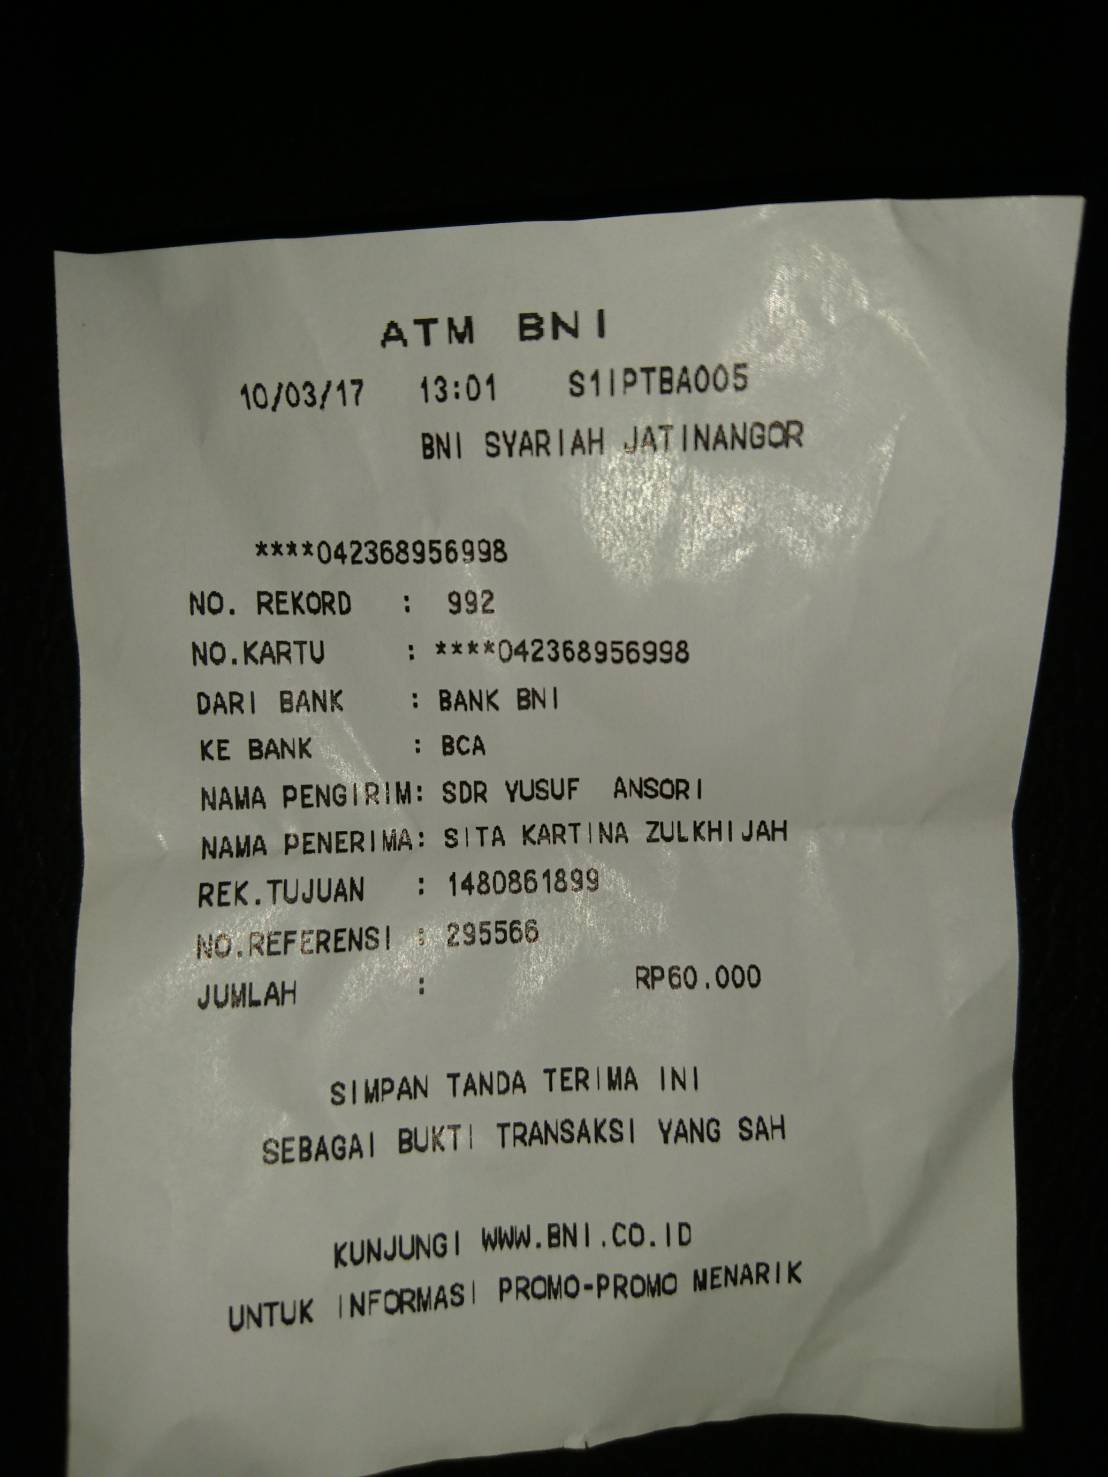 ATM BNI
10/03/17 13:01 S1IPTBA005
BNI SYARIAH JATINANGOR
****042368956998
NO. REKORD : 992
NO.KARTU : ****042368956998
DARI BANK : BANK BNI
KE BANK : BCA
NAMA PENGIRIM: SDR YUSUF ANSORI
NAMA PENERIMA: SITA KARTINA ZULKHIJAH
REK.TUJUAN : 1480861899
NO.REFERENSI : 295566
JUMLAH : RP60.000
SIMPAN TANDA TERIMA INI
SEBAGAI BUKTI TRANSAKSI YANG SAH
KUNJUNGI WWW.BNI.CO.ID
UNTUK INFORMASI PROMO-PROMO MENARIK